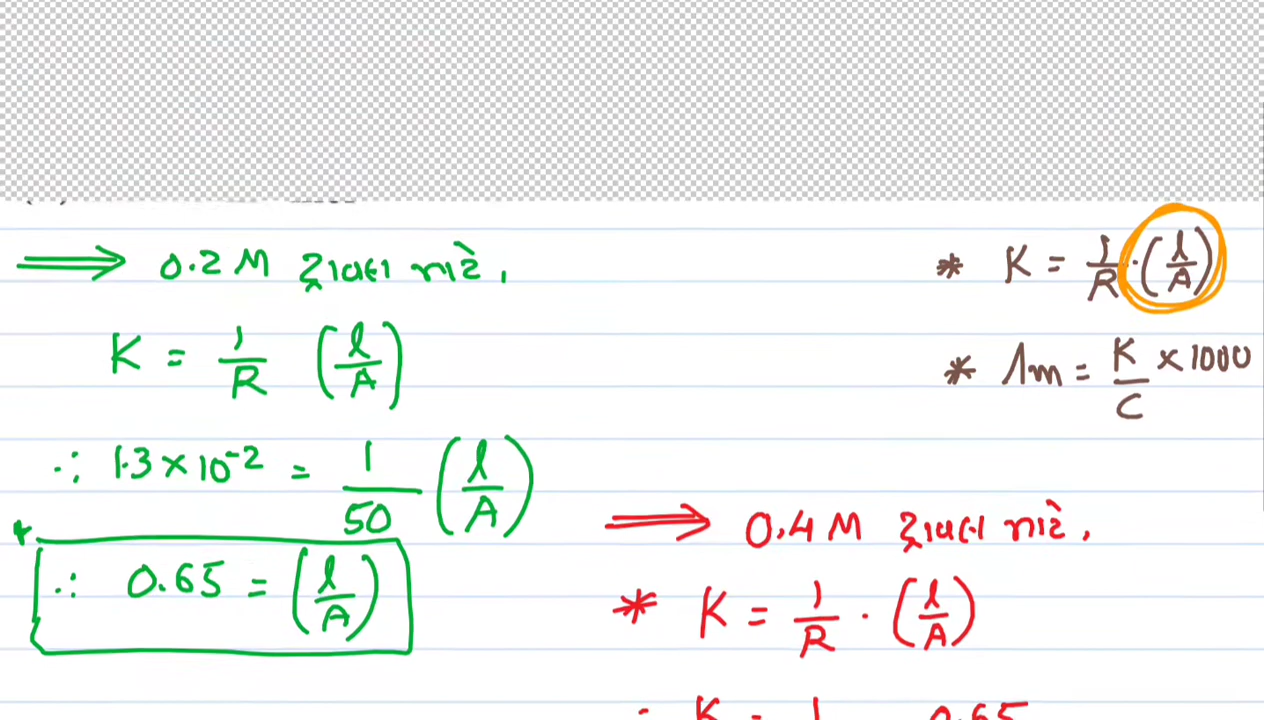 ⟹ 0.2 M દ્રાવણ માટે,
K = 1/R (l/A)
∴ 1.3 × 10⁻² = 1/50 (l/A)
∴ 0.65 = (l/A)
* K = 1/R · (l/A)
* Λm = K/C × 1000
⟹ 0.4 M દ્રાવણ માટે,
* K = 1/R · (l/A)